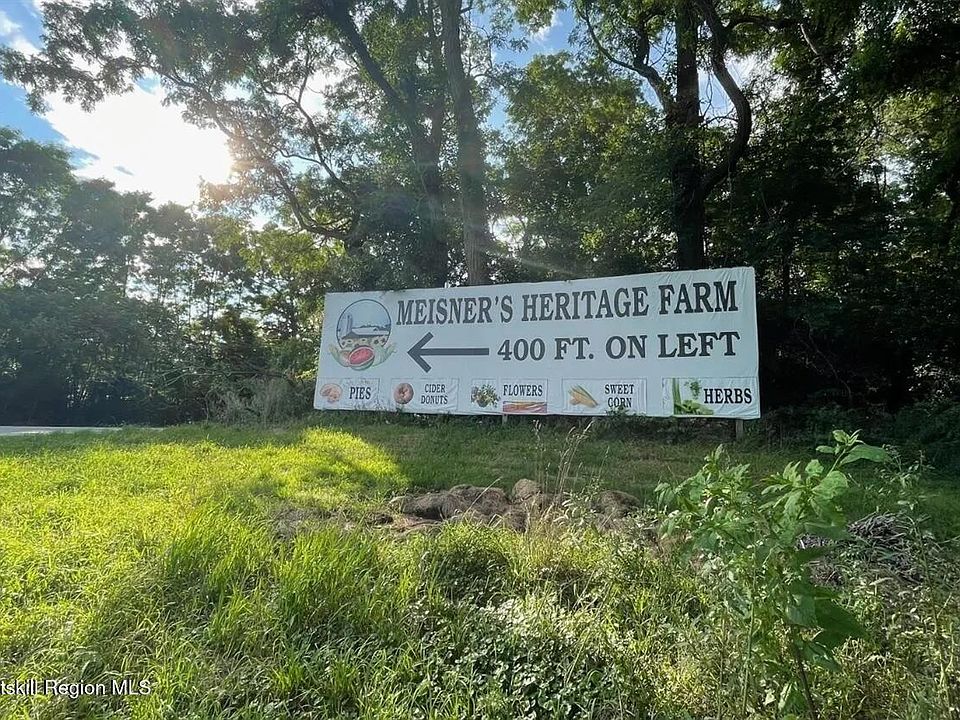 MEISNER'S HERITAGE FARM
400 FT. ON LEFT
PIES
CIDER
DONUTS
FLOWERS
SWEET
CORN
HERBS
tskill Region MLS